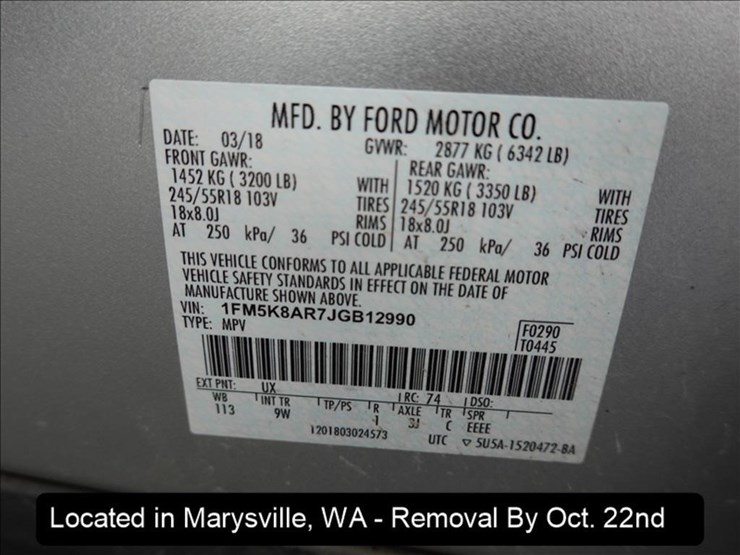 MFD. BY FORD MOTOR CO.
DATE: 03/18 GVWR: 2877 KG ( 6342 LB)
FRONT GAWR: REAR GAWR:
1452 KG ( 3200 LB) WITH 1520 KG ( 3350 LB) WITH
245/55R18 103V TIRES 245/55R18 103V TIRES
18x8.0J RIMS 18x8.0J RIMS
AT 250 kPa/ 36 PSI COLD AT 250 kPa/ 36 PSI COLD
THIS VEHICLE CONFORMS TO ALL APPLICABLE FEDERAL MOTOR
VEHICLE SAFETY STANDARDS IN EFFECT ON THE DATE OF
MANUFACTURE SHOWN ABOVE.
VIN: 1FM5K8AR7JGB12990
TYPE: MPV
F0290
T0445
EXT PNT: UX RC: 74 DSO:
WB INT TR TP/PS R AXLE TR SPR
113 9W 1 3J C EEEE
1201803024573 UTC ▽ 5U5A-1520472-BA
Located in Marysville, WA - Removal By Oct. 22nd